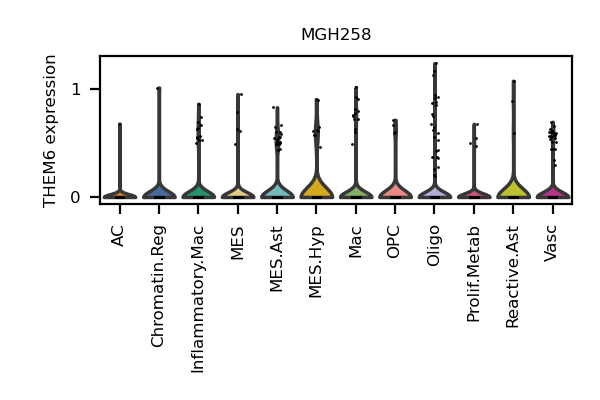 MGH258
THEM6 expression
1
0
AC
Chromatin.Reg
Inflammatory.Mac
MES
MES.Ast
MES.Hyp
Mac
OPC
Oligo
Prolif.Metab
Reactive.Ast
Vasc